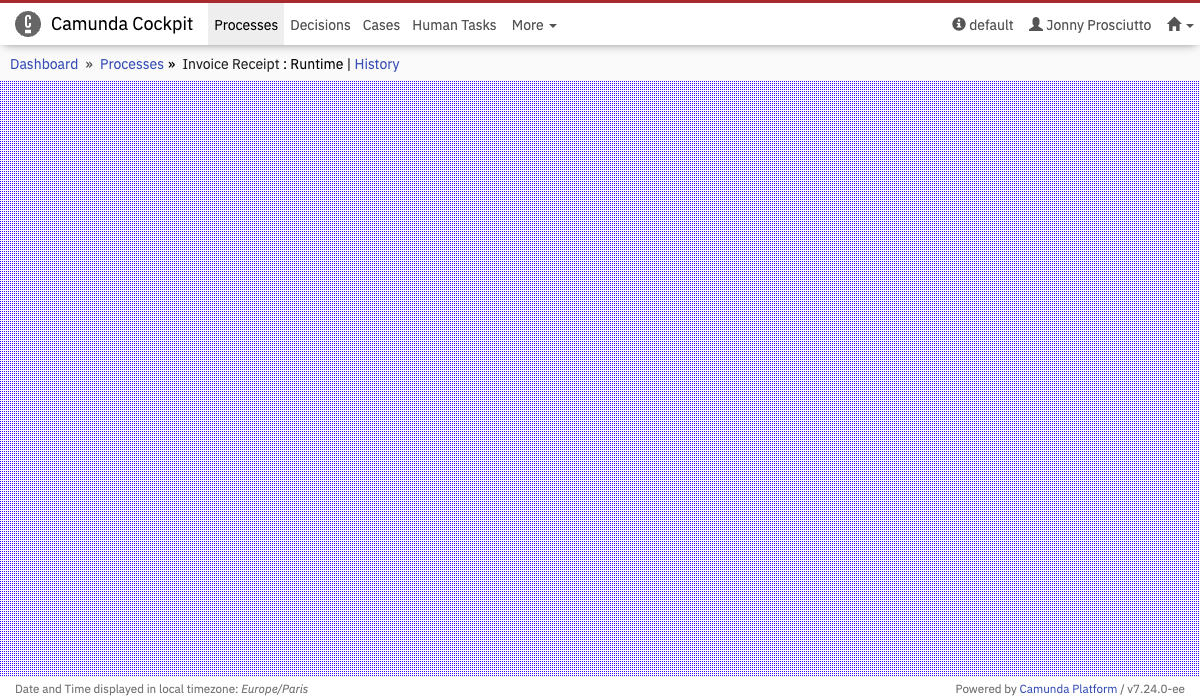 Camunda Cockpit Processes Decisions Cases Human Tasks More default Jonny Prosciutto
Dashboard » Processes » Invoice Receipt : Runtime | History
Date and Time displayed in local timezone: Europe/Paris Powered by Camunda Platform / v7.24.0-ee